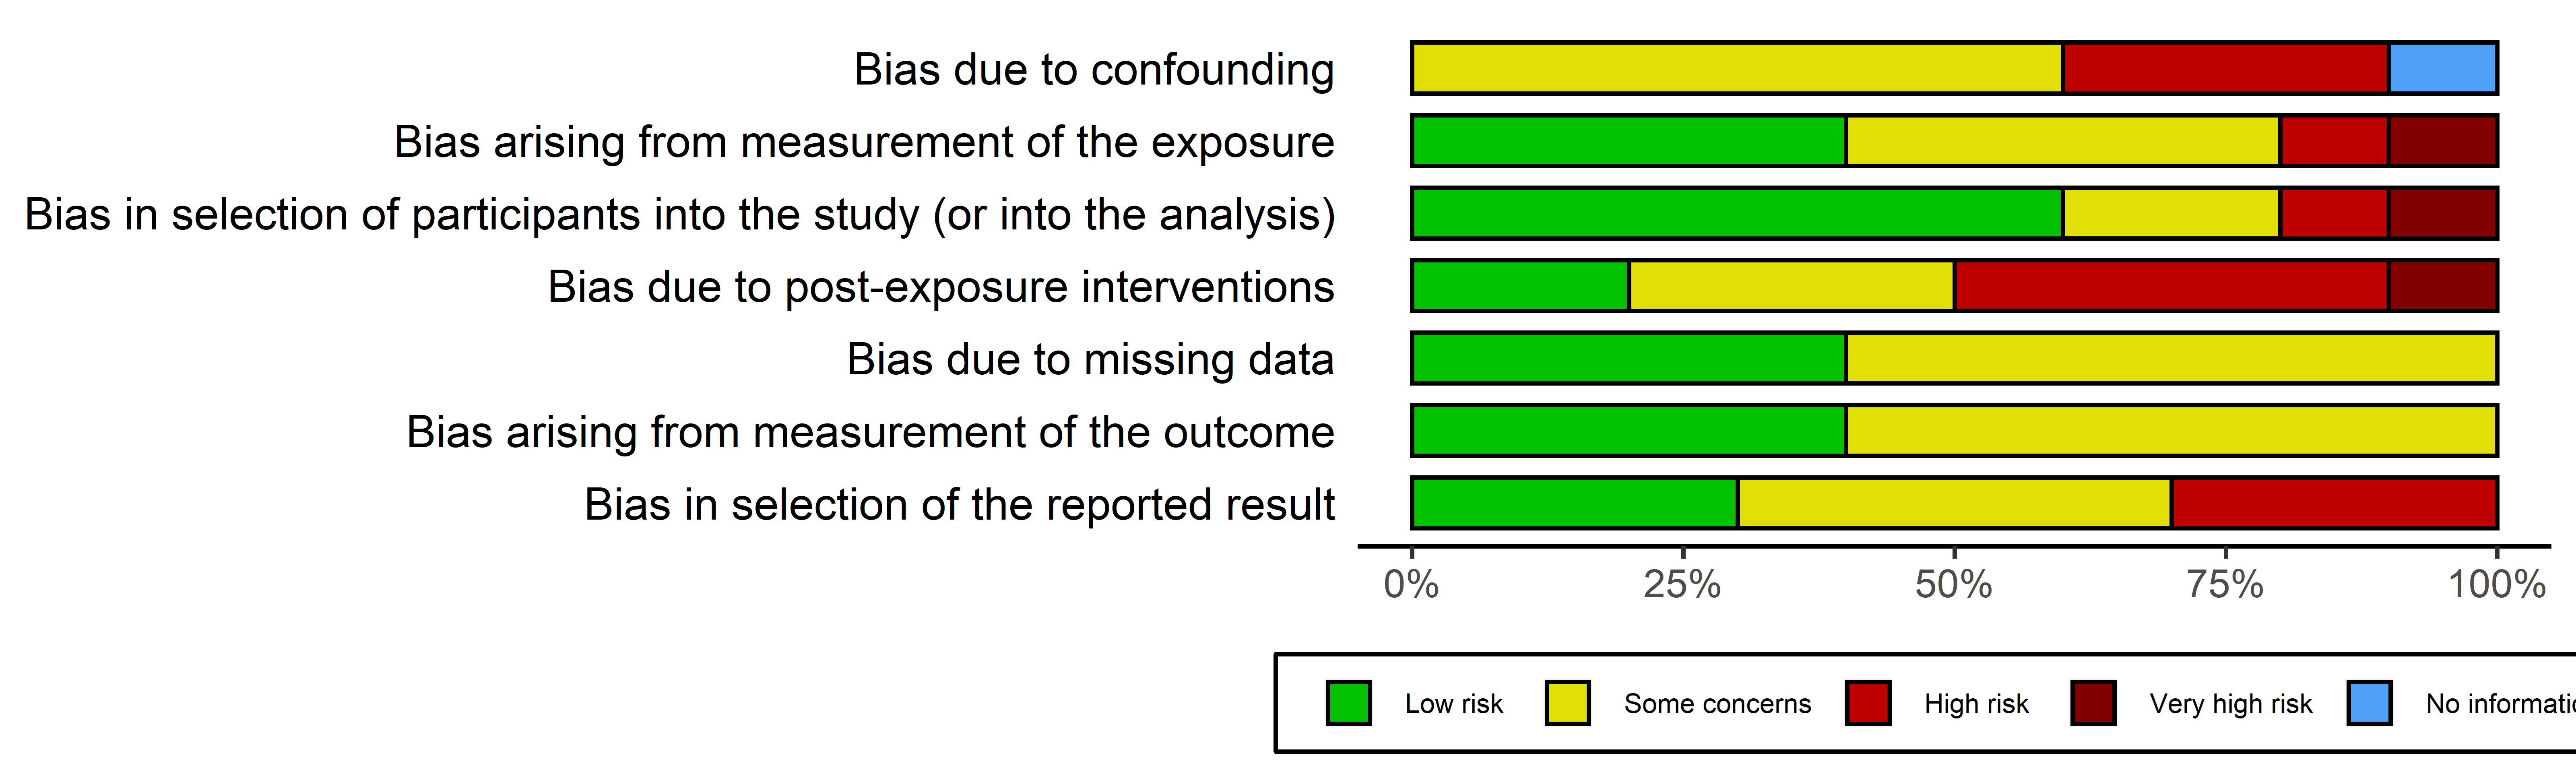 Bias due to confounding
Bias arising from measurement of the exposure
Bias in selection of participants into the study (or into the analysis)
Bias due to post-exposure interventions
Bias due to missing data
Bias arising from measurement of the outcome
Bias in selection of the reported result
0% 25% 50% 75% 100%
Low risk Some concerns High risk Very high risk No